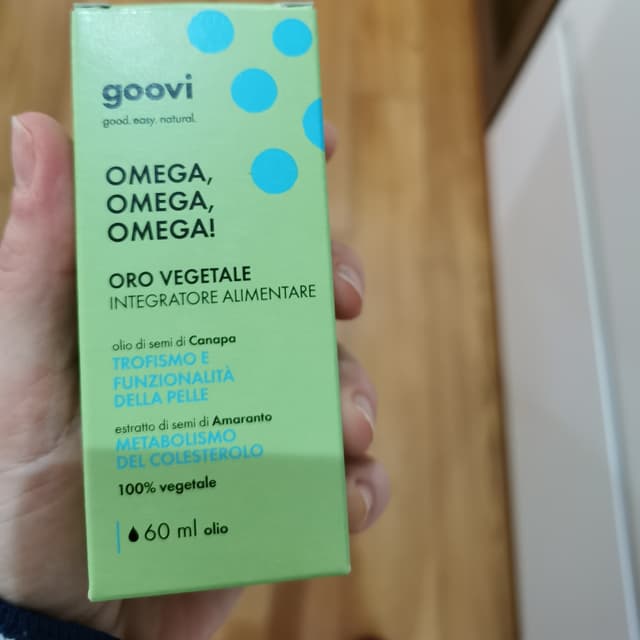 goovi
good. easy. natural.
OMEGA,
OMEGA,
OMEGA!
ORO VEGETALE
INTEGRATORE ALIMENTARE
olio di semi di Canapa
TROFISMO E
FUNZIONALITÀ
DELLA PELLE
estratto di semi di Amaranto
METABOLISMO
DEL COLESTEROLO
100% vegetale
60 ml olio